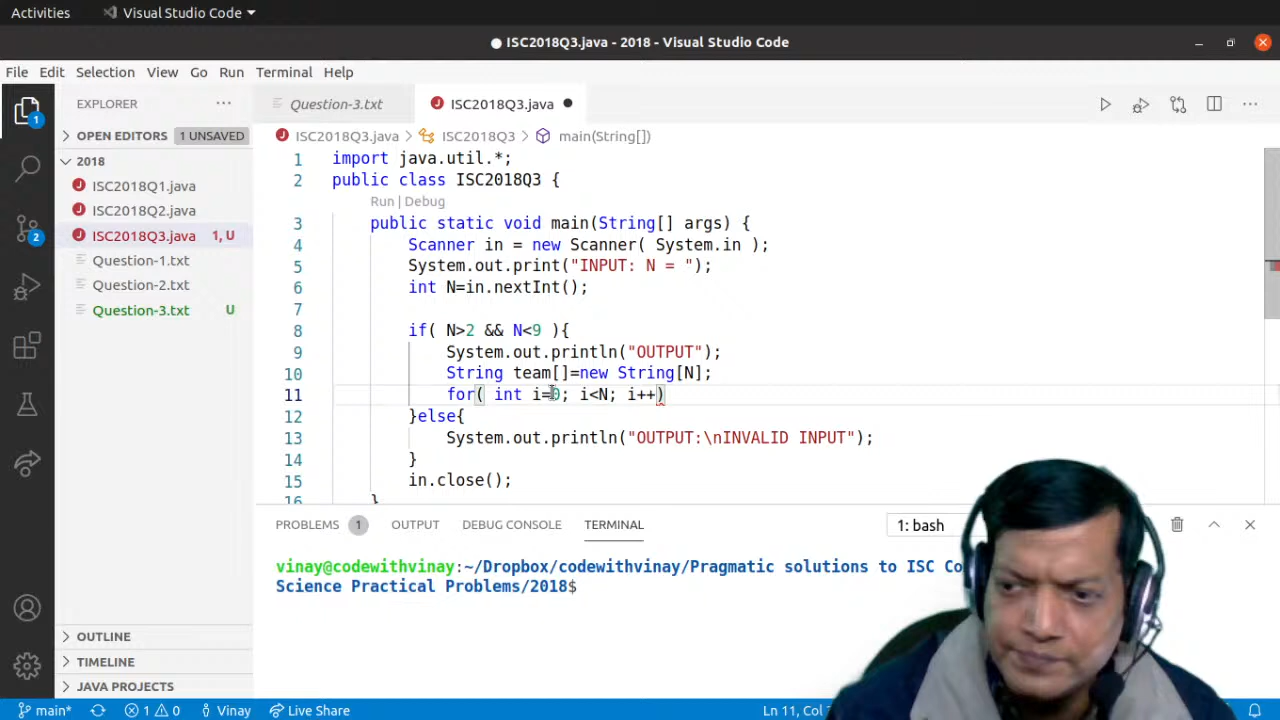 Activities
Visual Studio Code
ISC2018Q3.java - 2018 - Visual Studio Code
File Edit Selection View Go Run Terminal Help
EXPLORER
Question-3.txt
ISC2018Q3.java
OPEN EDITORS 1 UNSAVED
ISC2018Q3.java > ISC2018Q3 > main(String[])
2018
ISC2018Q1.java
ISC2018Q2.java
ISC2018Q3.java 1, U
Question-1.txt
Question-2.txt
Question-3.txt U
1
2
1 import java.util.*;
2 public class ISC2018Q3 {
Run | Debug
3 public static void main(String[] args) {
4 Scanner in = new Scanner( System.in );
5 System.out.print("INPUT: N = ");
6 int N=in.nextInt();
7
8 if( N>2 && N<9 ){
9 System.out.println("OUTPUT");
10 String team[]=new String[N];
11 for( int i=0; i<N; i++)
12 }else{
13 System.out.println("OUTPUT:\nINVALID INPUT");
14 }
15 in.close();
16 }
PROBLEMS 1 OUTPUT DEBUG CONSOLE TERMINAL
1: bash
vinay@codewithvinay:~/Dropbox/codewithvinay/Pragmatic solutions to ISC
Science Practical Problems/2018$
OUTLINE
TIMELINE
JAVA PROJECTS
main* 1 0 Vinay Live Share
Ln 11,